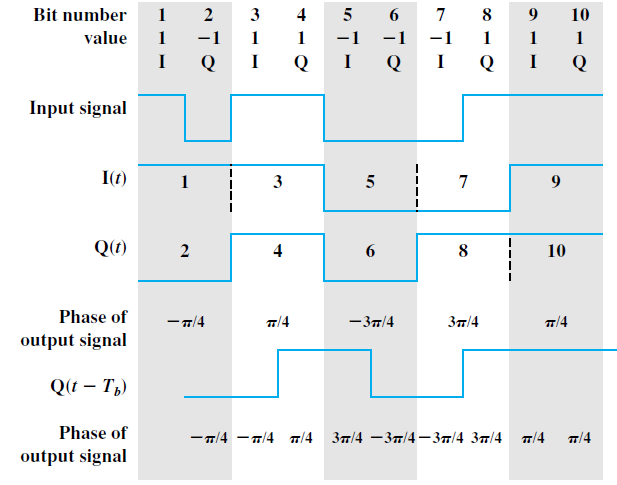 Bit number 1 2 3 4 5 6 7 8 9 10
value 1 −1 1 1 −1 −1 −1 1 1 1
I Q I Q I Q I Q I Q
Input signal
I(t) 1 3 5 7 9
Q(t) 2 4 6 8 10
Phase of
output signal
−π/4 π/4 −3π/4 3π/4 π/4
Q(t − Tb)
Phase of
output signal
−π/4 −π/4 π/4 3π/4 −3π/4 −3π/4 3π/4 π/4 π/4